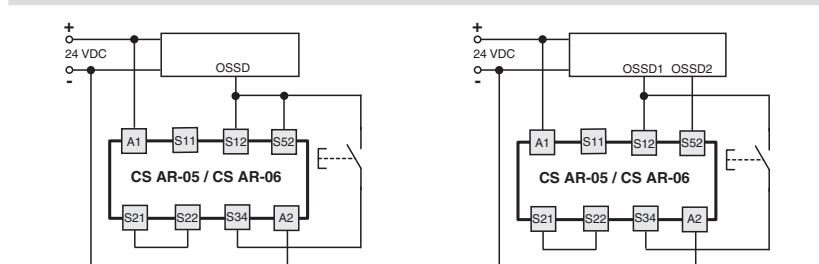 +
24 VDC
-
OSSD
A1 S11 S12 S52
CS AR-05 / CS AR-06
S21 S22 S34 A2
+
24 VDC
-
OSSD1 OSSD2
A1 S11 S12 S52
CS AR-05 / CS AR-06
S21 S22 S34 A2